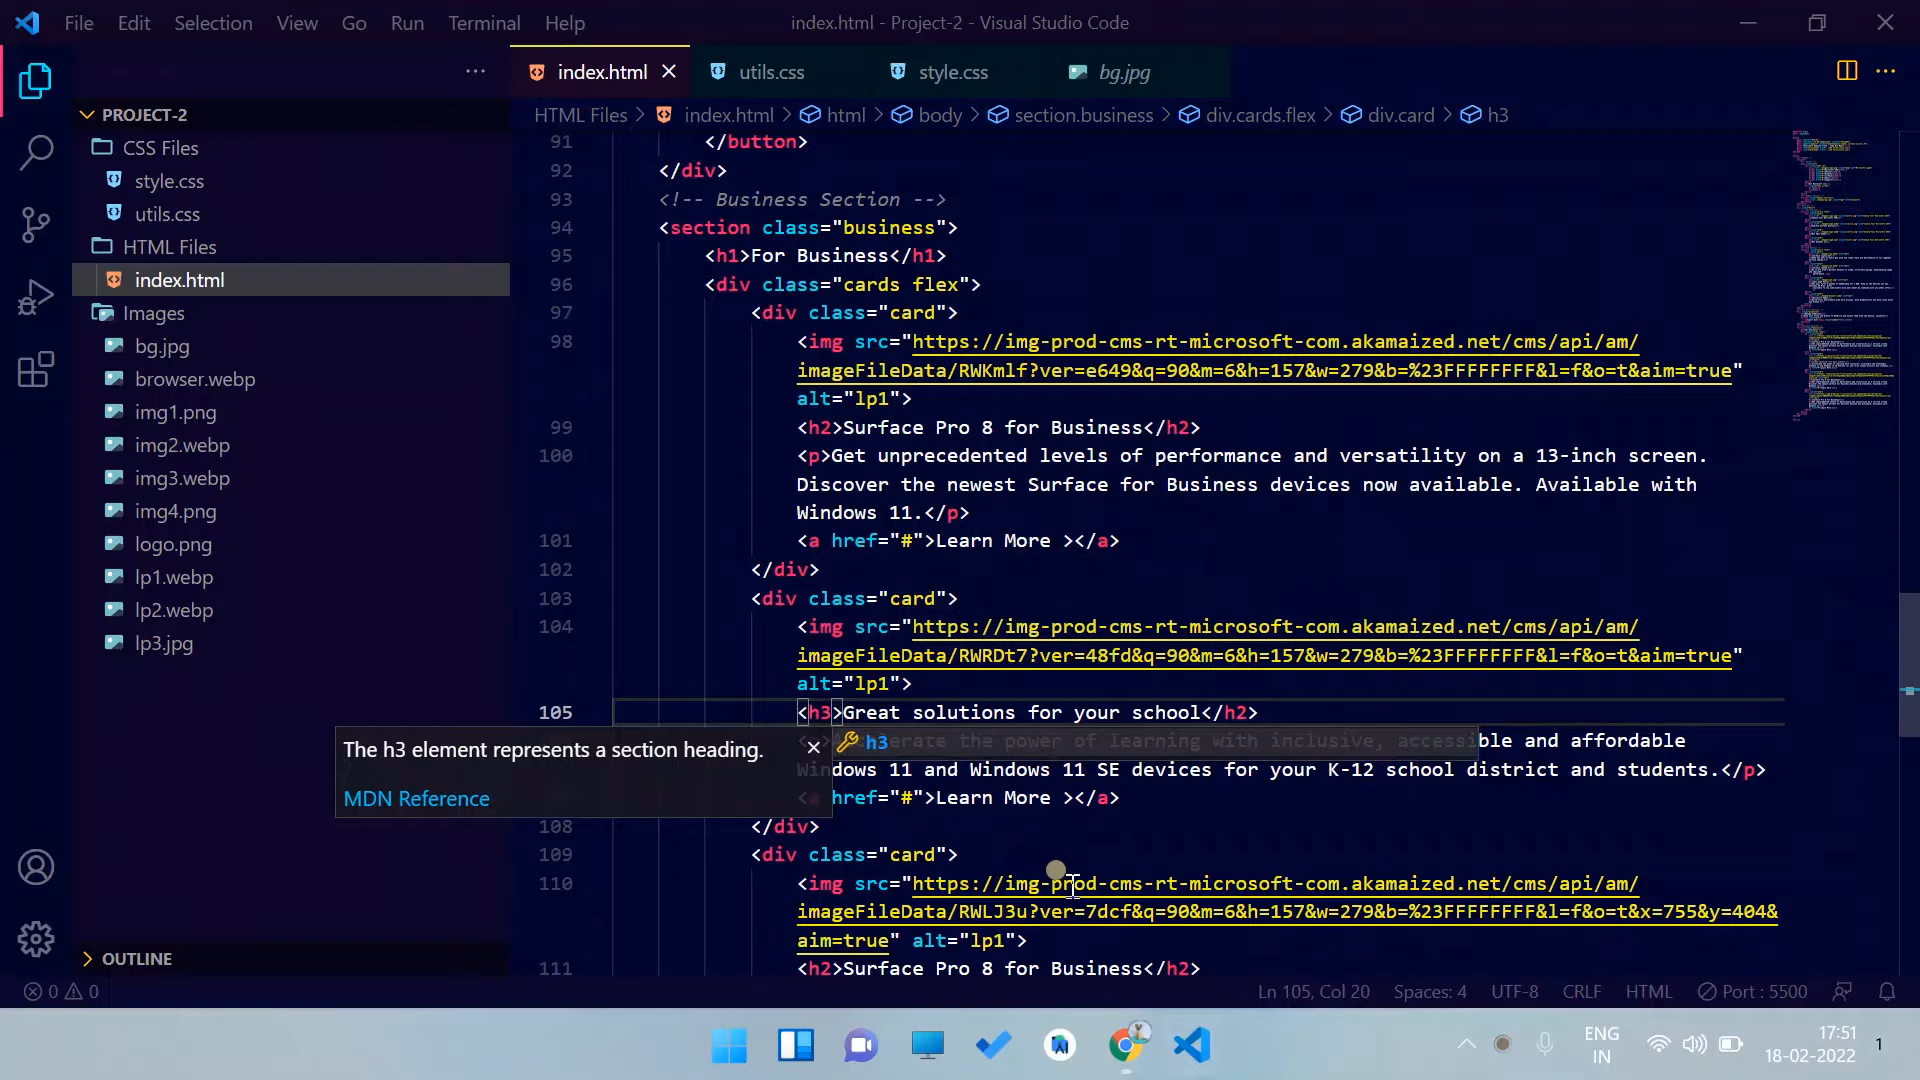 File Edit Selection View Go Run Terminal Help index.html - Project-2 - Visual Studio Code
index.html utils.css style.css bg.jpg
HTML Files > index.html > html > body > section.business > div.cards.flex > div.card > h3
PROJECT-2
CSS Files
style.css
utils.css
HTML Files
index.html
Images
bg.jpg
browser.webp
img1.png
img2.webp
img3.webp
img4.png
logo.png
lp1.webp
lp2.webp
lp3.jpg
OUTLINE
91 </button>
92 </div>
93 <!-- Business Section -->
94 <section class="business">
95 <h1>For Business</h1>
96 <div class="cards flex">
97 <div class="card">
98 <img src="https://img-prod-cms-rt-microsoft-com.akamaized.net/cms/api/am/
imageFileData/RWKmlf?ver=e649&q=90&m=6&h=157&w=279&b=%23FFFFFFFF&l=f&o=t&aim=true"
alt="lp1">
99 <h2>Surface Pro 8 for Business</h2>
100 <p>Get unprecedented levels of performance and versatility on a 13-inch screen.
Discover the newest Surface for Business devices now available. Available with
Windows 11.</p>
101 <a href="#">Learn More ></a>
102 </div>
103 <div class="card">
104 <img src="https://img-prod-cms-rt-microsoft-com.akamaized.net/cms/api/am/
imageFileData/RWRDt7?ver=48fd&q=90&m=6&h=157&w=279&b=%23FFFFFFFF&l=f&o=t&aim=true"
alt="lp1">
105 <h3>Great solutions for your school</h2>
The h3 element represents a section heading.
MDN Reference
h3
the power of learning with inclusive, accessible and affordable
Windows 11 and Windows 11 SE devices for your K-12 school district and students.</p>
href="#">Learn More ></a>
108 </div>
109 <div class="card">
110 <img src="https://img-prod-cms-rt-microsoft-com.akamaized.net/cms/api/am/
imageFileData/RWLJ3u?ver=7dcf&q=90&m=6&h=157&w=279&b=%23FFFFFFFF&l=f&o=t&x=755&y=404&
aim=true" alt="lp1">
111 <h2>Surface Pro 8 for Business</h2>
0 0 Ln 105, Col 20 Spaces: 4 UTF-8 CRLF HTML Port : 5500
ENG
IN
17:51
18-02-2022
1